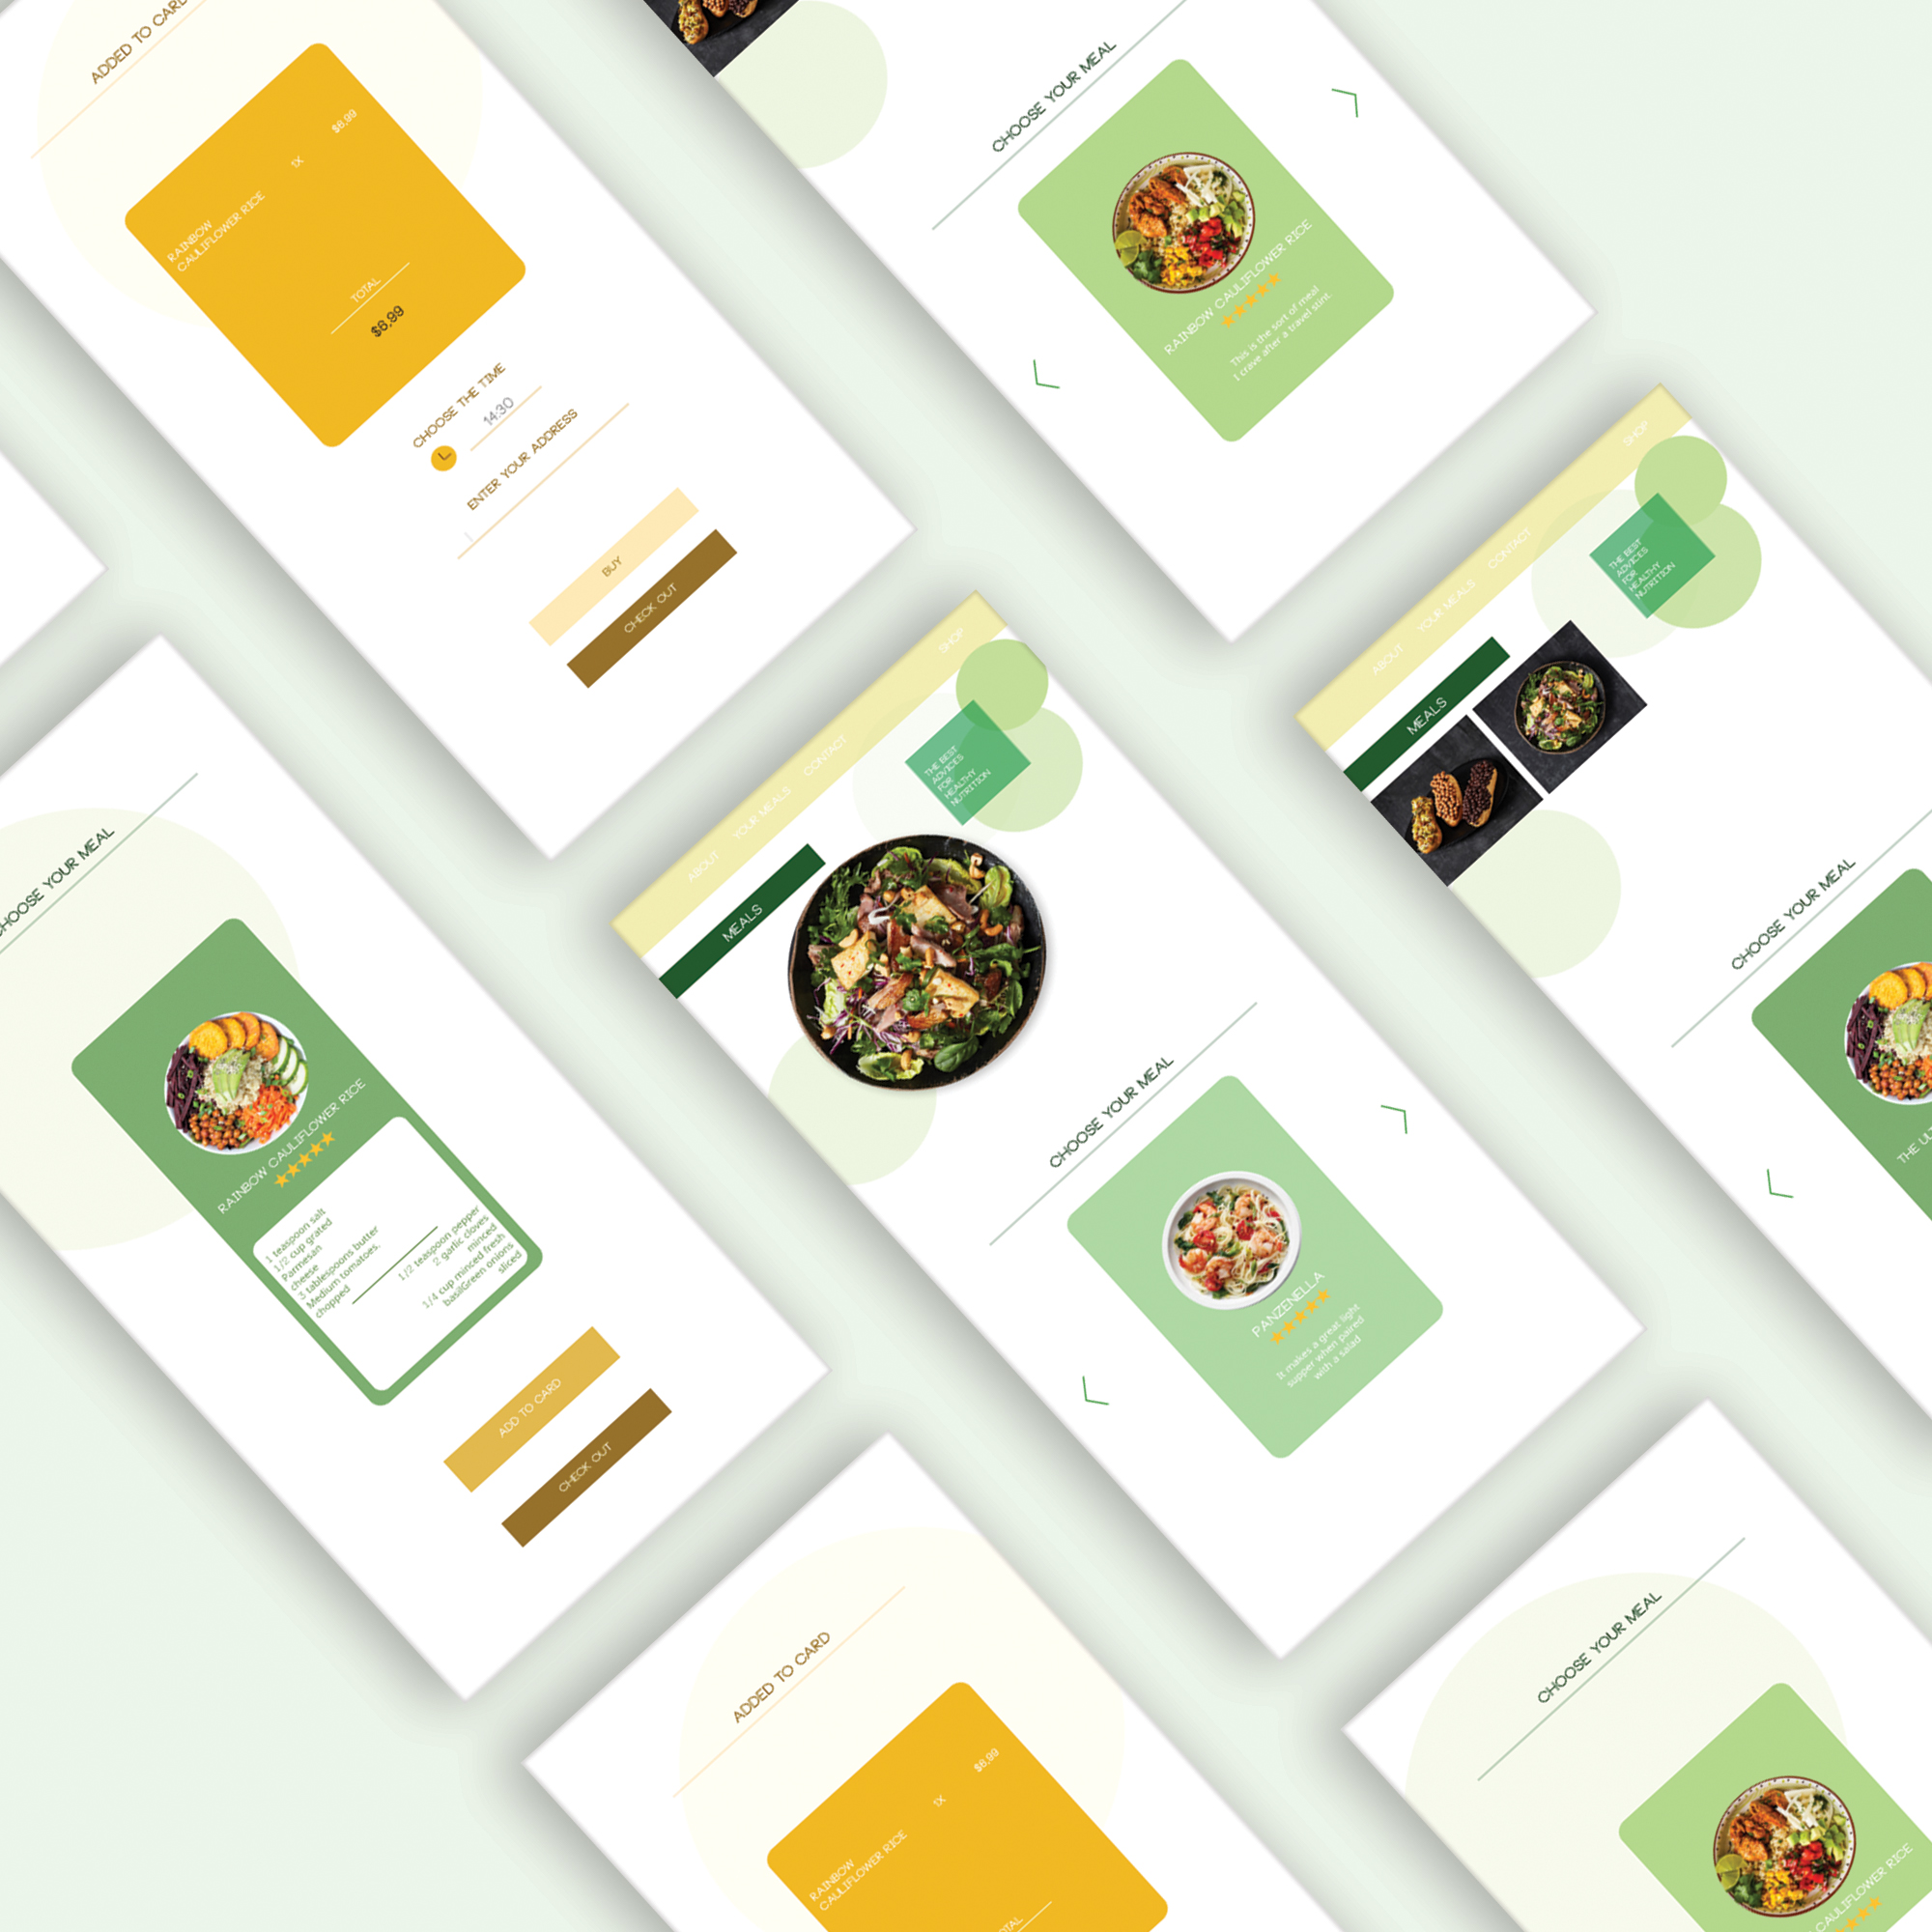 ADDED TO CARD
$6,99
1X
RAINBOW
CAULIFLOWER RICE
TOTAL
$6,99
CHOOSE THE TIME
14:30
ENTER YOUR ADDRESS
BUY
CHECK OUT
CHOOSE YOUR MEAL
RAINBOW CAULIFLOWER RICE
This is the sort of meal
I crave after a travel stint.
SHOP
CONTACT
YOUR MEALS
ABOUT
THE BEST
ADVICES
FOR
HEALTHY
NUTRITION
MEALS
CHOOSE YOUR MEAL
THE ULT
CHOOSE YOUR MEAL
RAINBOW CAULIFLOWER RICE
1 teaspoon salt
1/2 cup grated
Parmesan
cheese
3 tablespoons butter
Medium tomatoes,
chopped
1/2 teaspoon pepper
2 garlic cloves
minced
1/4 cup minced fresh
basilGreen onions
sliced
ADD TO CARD
CHECK OUT
SHOP
CONTACT
YOUR MEALS
ABOUT
THE BEST
ADVICES
FOR
HEALTHY
NUTRITION
MEALS
CHOOSE YOUR MEAL
PANZENELLA
It makes a great light
supper when paired
with a salad
ADDED TO CARD
$6,99
1X
RAINBOW
CAULIFLOWER RICE
TOTAL
CHOOSE YOUR MEAL
CAULIFLOWER RICE